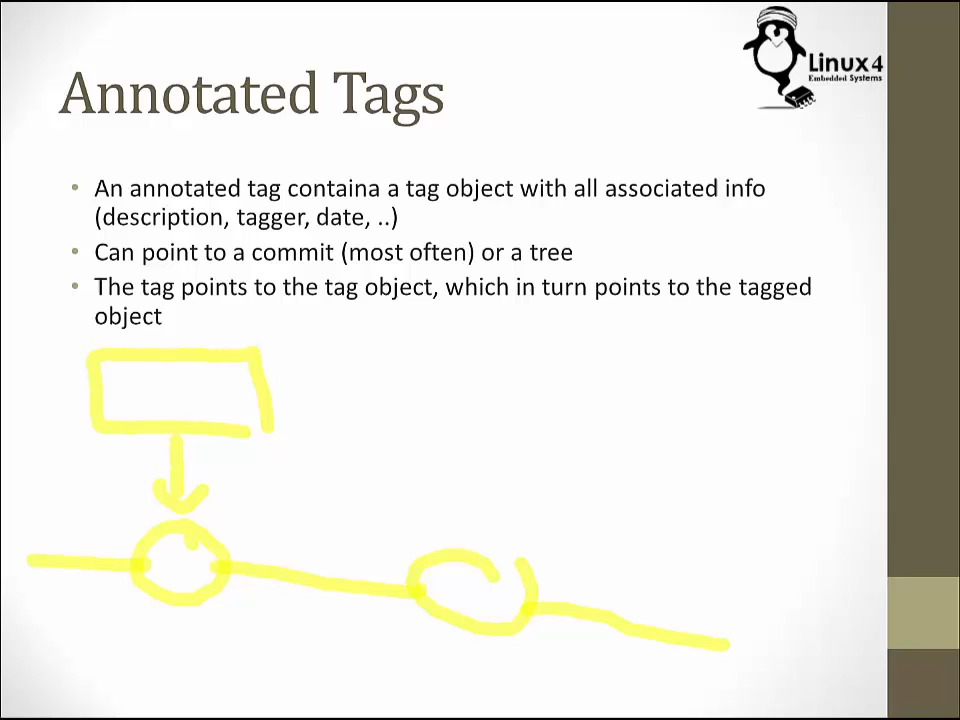 Linux4
Embedded Systems
Annotated Tags
• An annotated tag containa a tag object with all associated info
(description, tagger, date, ..)
• Can point to a commit (most often) or a tree
• The tag points to the tag object, which in turn points to the tagged
object